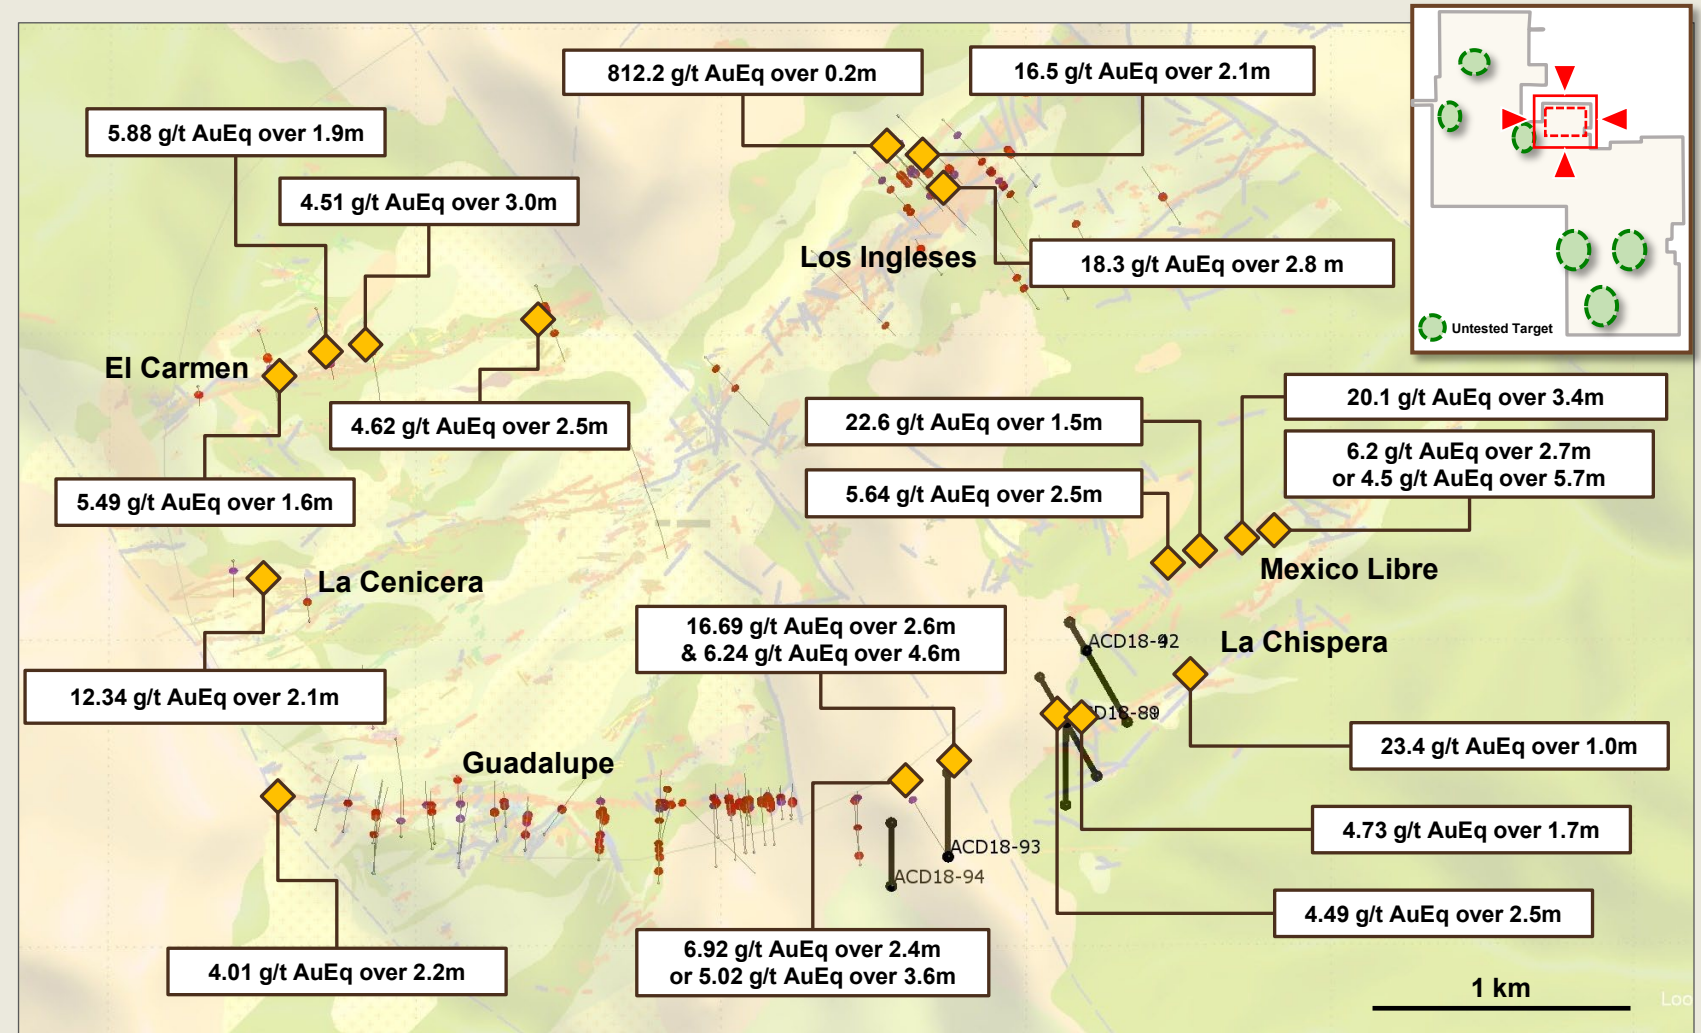 812.2 g/t AuEq over 0.2m
16.5 g/t AuEq over 2.1m
5.88 g/t AuEq over 1.9m
4.51 g/t AuEq over 3.0m
Los Ingleses
18.3 g/t AuEq over 2.8 m
Untested Target
El Carmen
4.62 g/t AuEq over 2.5m
5.49 g/t AuEq over 1.6m
22.6 g/t AuEq over 1.5m
20.1 g/t AuEq over 3.4m
6.2 g/t AuEq over 2.7m
or 4.5 g/t AuEq over 5.7m
5.64 g/t AuEq over 2.5m
Mexico Libre
La Cenicera
12.34 g/t AuEq over 2.1m
16.69 g/t AuEq over 2.6m
& 6.24 g/t AuEq over 4.6m
La Chispera
23.4 g/t AuEq over 1.0m
Guadalupe
ACD18-93
ACD18-94
4.73 g/t AuEq over 1.7m
4.49 g/t AuEq over 2.5m
4.01 g/t AuEq over 2.2m
6.92 g/t AuEq over 2.4m
or 5.02 g/t AuEq over 3.6m
1 km